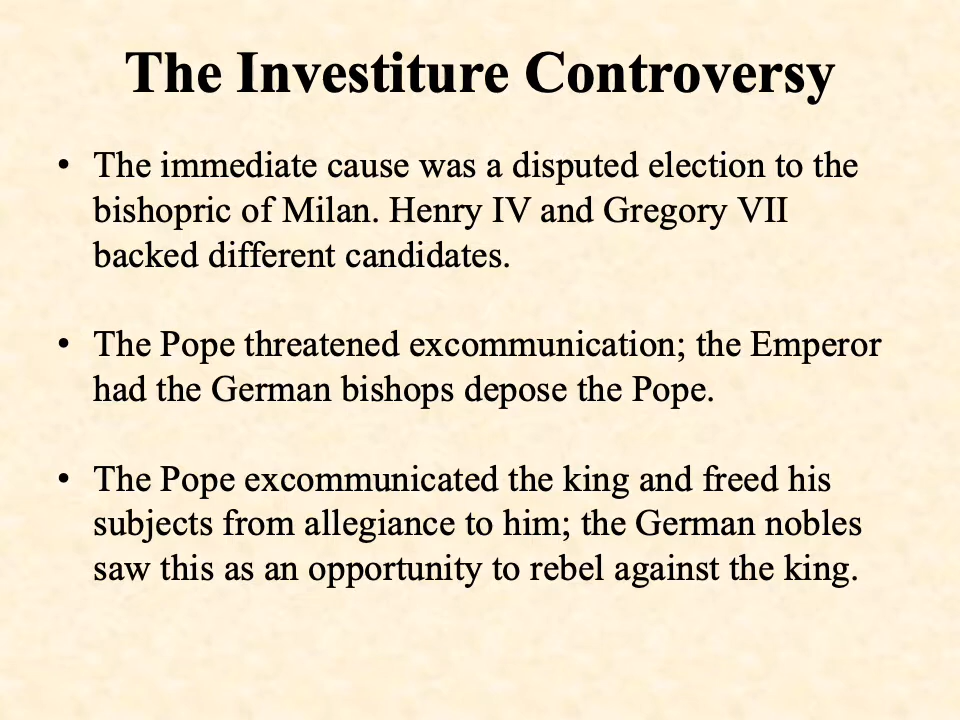 The Investiture Controversy
• The immediate cause was a disputed election to the
bishopric of Milan. Henry IV and Gregory VII
backed different candidates.
• The Pope threatened excommunication; the Emperor
had the German bishops depose the Pope.
• The Pope excommunicated the king and freed his
subjects from allegiance to him; the German nobles
saw this as an opportunity to rebel against the king.